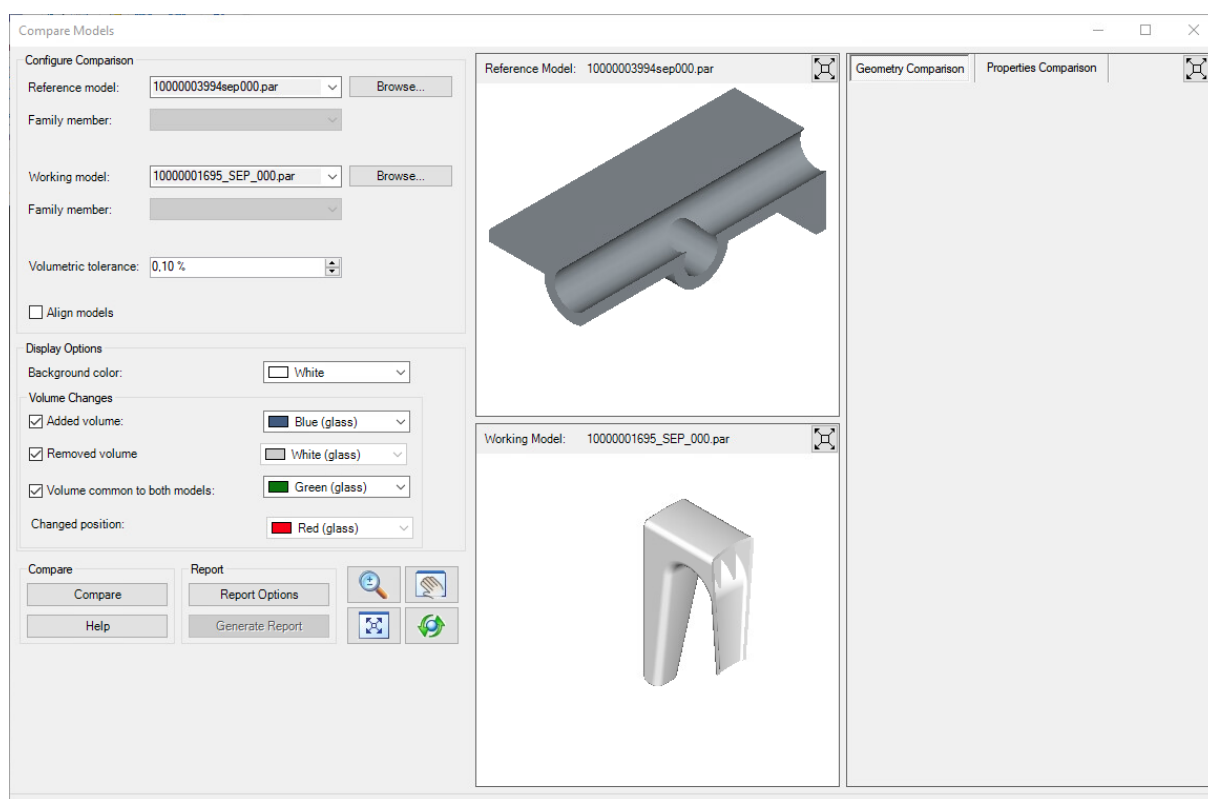 Compare Models
Configure Comparison
Reference model: 10000003994sep000.par Browse...
Family member:
Working model: 10000001695_SEP_000.par Browse...
Family member:
Volumetric tolerance: 0,10 %
Align models
Display Options
Background color: White
Volume Changes
Added volume: Blue (glass)
Removed volume White (glass)
Volume common to both models: Green (glass)
Changed position: Red (glass)
Compare
Compare
Help
Report
Report Options
Generate Report
Reference Model: 10000003994sep000.par
Working Model: 10000001695_SEP_000.par
Geometry Comparison Properties Comparison